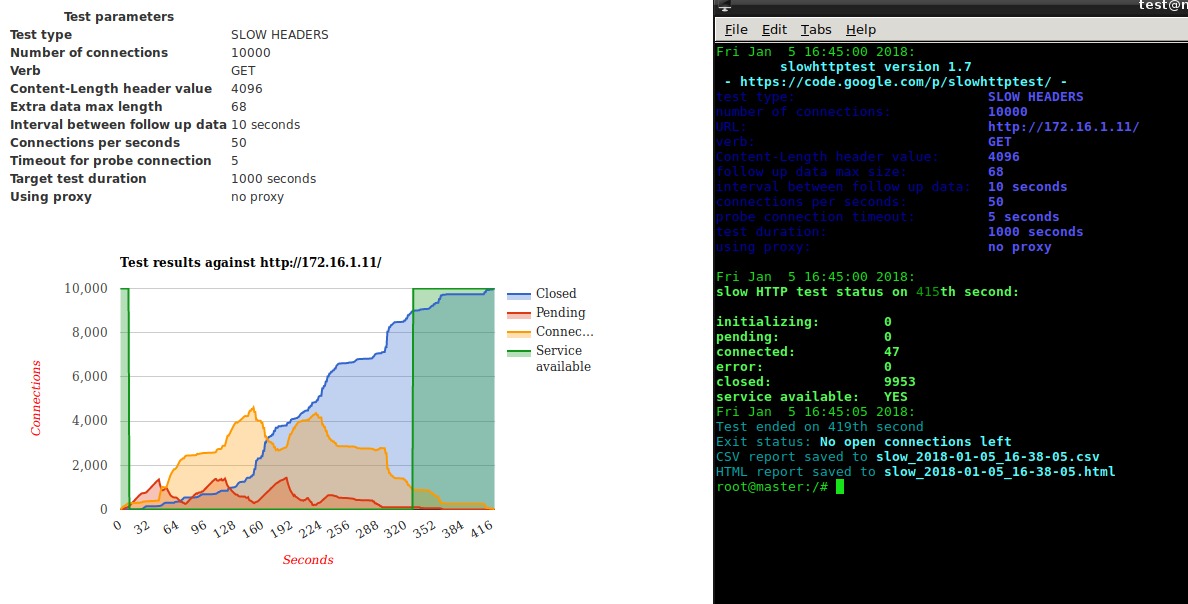 Test parameters
Test type SLOW HEADERS
Number of connections 10000
Verb GET
Content-Length header value 4096
Extra data max length 68
Interval between follow up data 10 seconds
Connections per seconds 50
Timeout for probe connection 5
Target test duration 1000 seconds
Using proxy no proxy
Test results against http://172.16.1.11/
10,000
8,000
6,000
4,000
2,000
0
Connections
0 32 64 96 128 160 192 224 256 288 320 352 384 416
Seconds
Closed
Pending
Connec...
Service
available
File Edit Tabs Help
Fri Jan  5 16:45:00 2018:
slowhttptest version 1.7
- https://code.google.com/p/slowhttptest/ -
test type: SLOW HEADERS
number of connections: 10000
URL: http://172.16.1.11/
verb: GET
Content-Length header value: 4096
follow up data max size: 68
interval between follow up data: 10 seconds
connections per seconds: 50
probe connection timeout: 5 seconds
test duration: 1000 seconds
using proxy: no proxy
Fri Jan  5 16:45:00 2018:
slow HTTP test status on 415th second:
initializing: 0
pending: 0
connected: 47
error: 0
closed: 9953
service available: YES
Fri Jan  5 16:45:05 2018:
Test ended on 419th second
Exit status: No open connections left
CSV report saved to slow_2018-01-05_16-38-05.csv
HTML report saved to slow_2018-01-05_16-38-05.html
root@master:/#